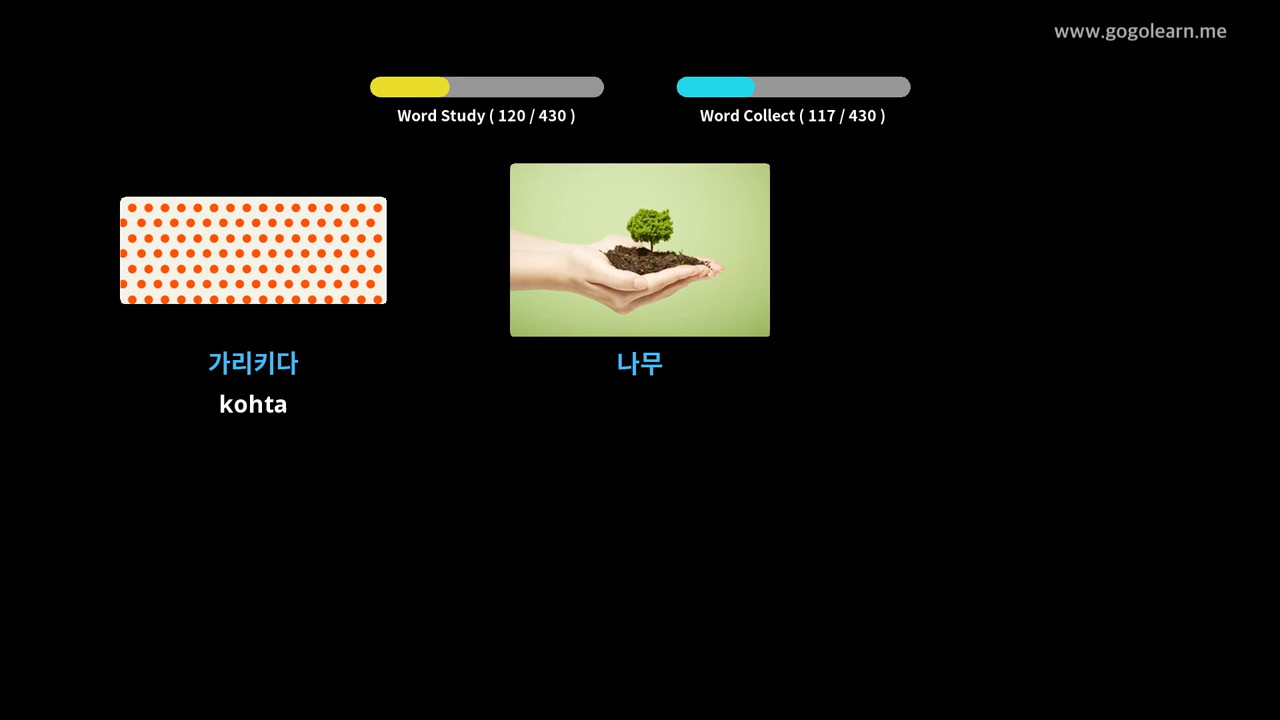 www.gogolearn.me
Word Study ( 120 / 430 )
Word Collect ( 117 / 430 )
가리키다
kohta
나무